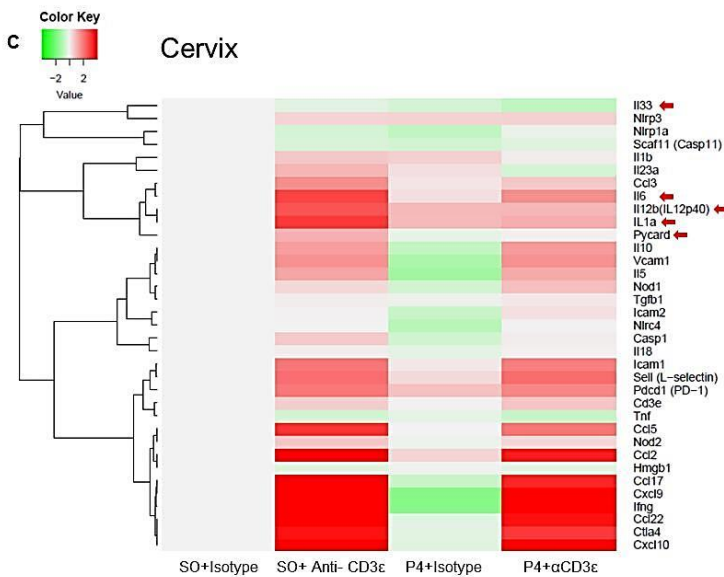 C
Color Key
−2
2
Value
Cervix
Il33
Nlrp3
Nlrp1a
Scaf11 (Casp11)
Il1b
Il23a
Ccl3
Il6
Il12b(IL12p40)
IL1a
Pycard
Il10
Vcam1
Il5
Nod1
Tgfb1
Icam2
Nlrc4
Casp1
Il18
Icam1
Sell (L−selectin)
Pdcd1 (PD−1)
Cd3e
Tnf
Ccl5
Nod2
Ccl2
Hmgb1
Ccl17
Cxcl9
Ifng
Ccl22
Ctla4
Cxcl10
SO+Isotype SO+ Anti- CD3ε P4+Isotype P4+αCD3ε